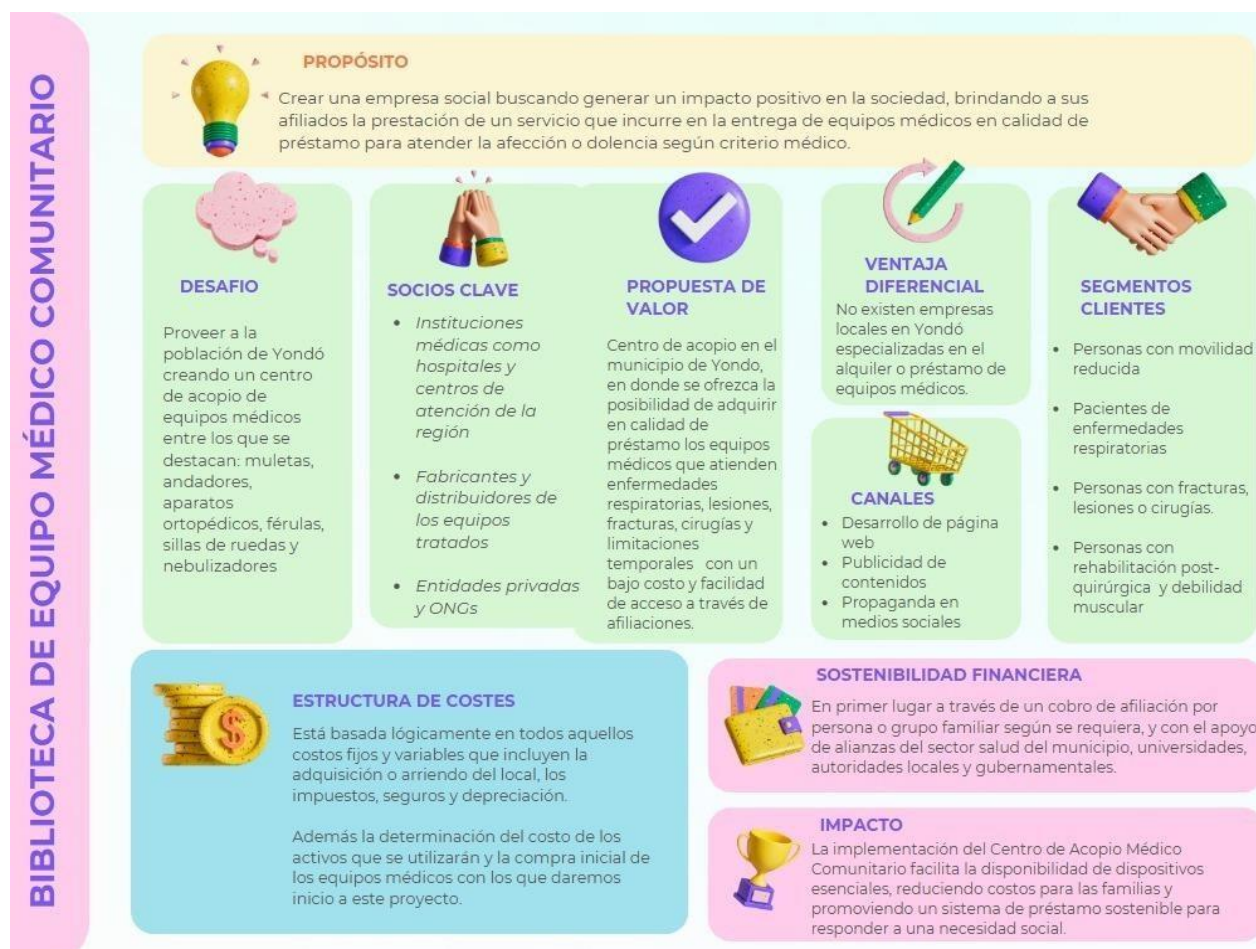 BIBLIOTECA DE EQUIPO MÉDICO COMUNITARIO
PROPÓSITO
Crear una empresa social buscando generar un impacto positivo en la sociedad, brindando a sus
afiliados la prestación de un servicio que incurre en la entrega de equipos médicos en calidad de
préstamo para atender la afección o dolencia según criterio médico.
DESAFIO
Proveer a la
población de Yondó
creando un centro
de acopio de
equipos médicos
entre los que se
destacan: muletas,
andadores,
aparatos
ortopédicos, férulas,
sillas de ruedas y
nebulizadores
SOCIOS CLAVE
• Instituciones
médicas como
hospitales y
centros de
atención de la
región
• Fabricantes y
distribuidores de
los equipos
tratados
• Entidades privadas
y ONGs
PROPUESTA DE
VALOR
Centro de acopio en el
municipio de Yondo,
en donde se ofrezca la
posibilidad de adquirir
en calidad de
préstamo los equipos
médicos que atienden
enfermedades
respiratorias, lesiones,
fracturas, cirugías y
limitaciones
temporales con un
bajo costo y facilidad
de acceso a través de
afiliaciones.
VENTAJA
DIFERENCIAL
No existen empresas
locales en Yondó
especializadas en el
alquiler o préstamo de
equipos médicos.
CANALES
• Desarrollo de página
web
• Publicidad de
contenidos
• Propaganda en
medios sociales
SEGMENTOS
CLIENTES
• Personas con movilidad
reducida
• Pacientes de
enfermedades
respiratorias
• Personas con fracturas,
lesiones o cirugías.
• Personas con
rehabilitación post-
quirúrgica y debilidad
muscular
ESTRUCTURA DE COSTES
Está basada lógicamente en todos aquellos
costos fijos y variables que incluyen la
adquisición o arriendo del local, los
impuestos, seguros y depreciación.
Además la determinación del costo de los
activos que se utilizarán y la compra inicial de
los equipos médicos con los que daremos
inicio a este proyecto.
SOSTENIBILIDAD FINANCIERA
En primer lugar a través de un cobro de afiliación por
persona o grupo familiar según se requiera, y con el apoyo
de alianzas del sector salud del municipio, universidades,
autoridades locales y gubernamentales.
IMPACTO
La implementación del Centro de Acopio Médico
Comunitario facilita la disponibilidad de dispositivos
esenciales, reduciendo costos para las familias y
promoviendo un sistema de préstamo sostenible para
responder a una necesidad social.